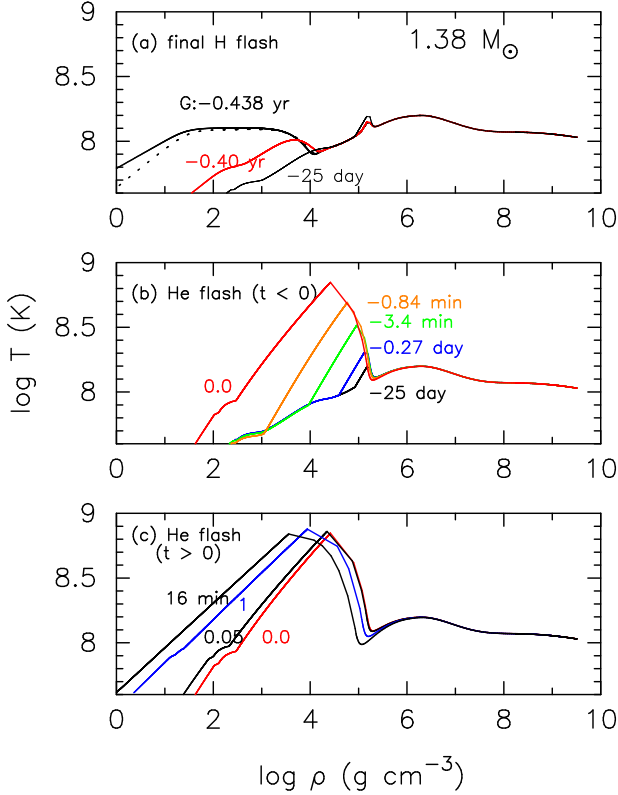 9
(a) final H flash
1.38 M⊙
8.5
G:−0.438 yr
8
−0.40 yr
−25 day
0 2 4 6 8 10
9
(b) He flash (t < 0)
−0.84 min
8.5
−3.4 min
−0.27 day
0.0
8
−25 day
0 2 4 6 8 10
log T (K)
9
(c) He flash
(t > 0)
8.5
16 min
1
8
0.05
0.0
0 2 4 6 8 10
log ρ (g cm⁻³)